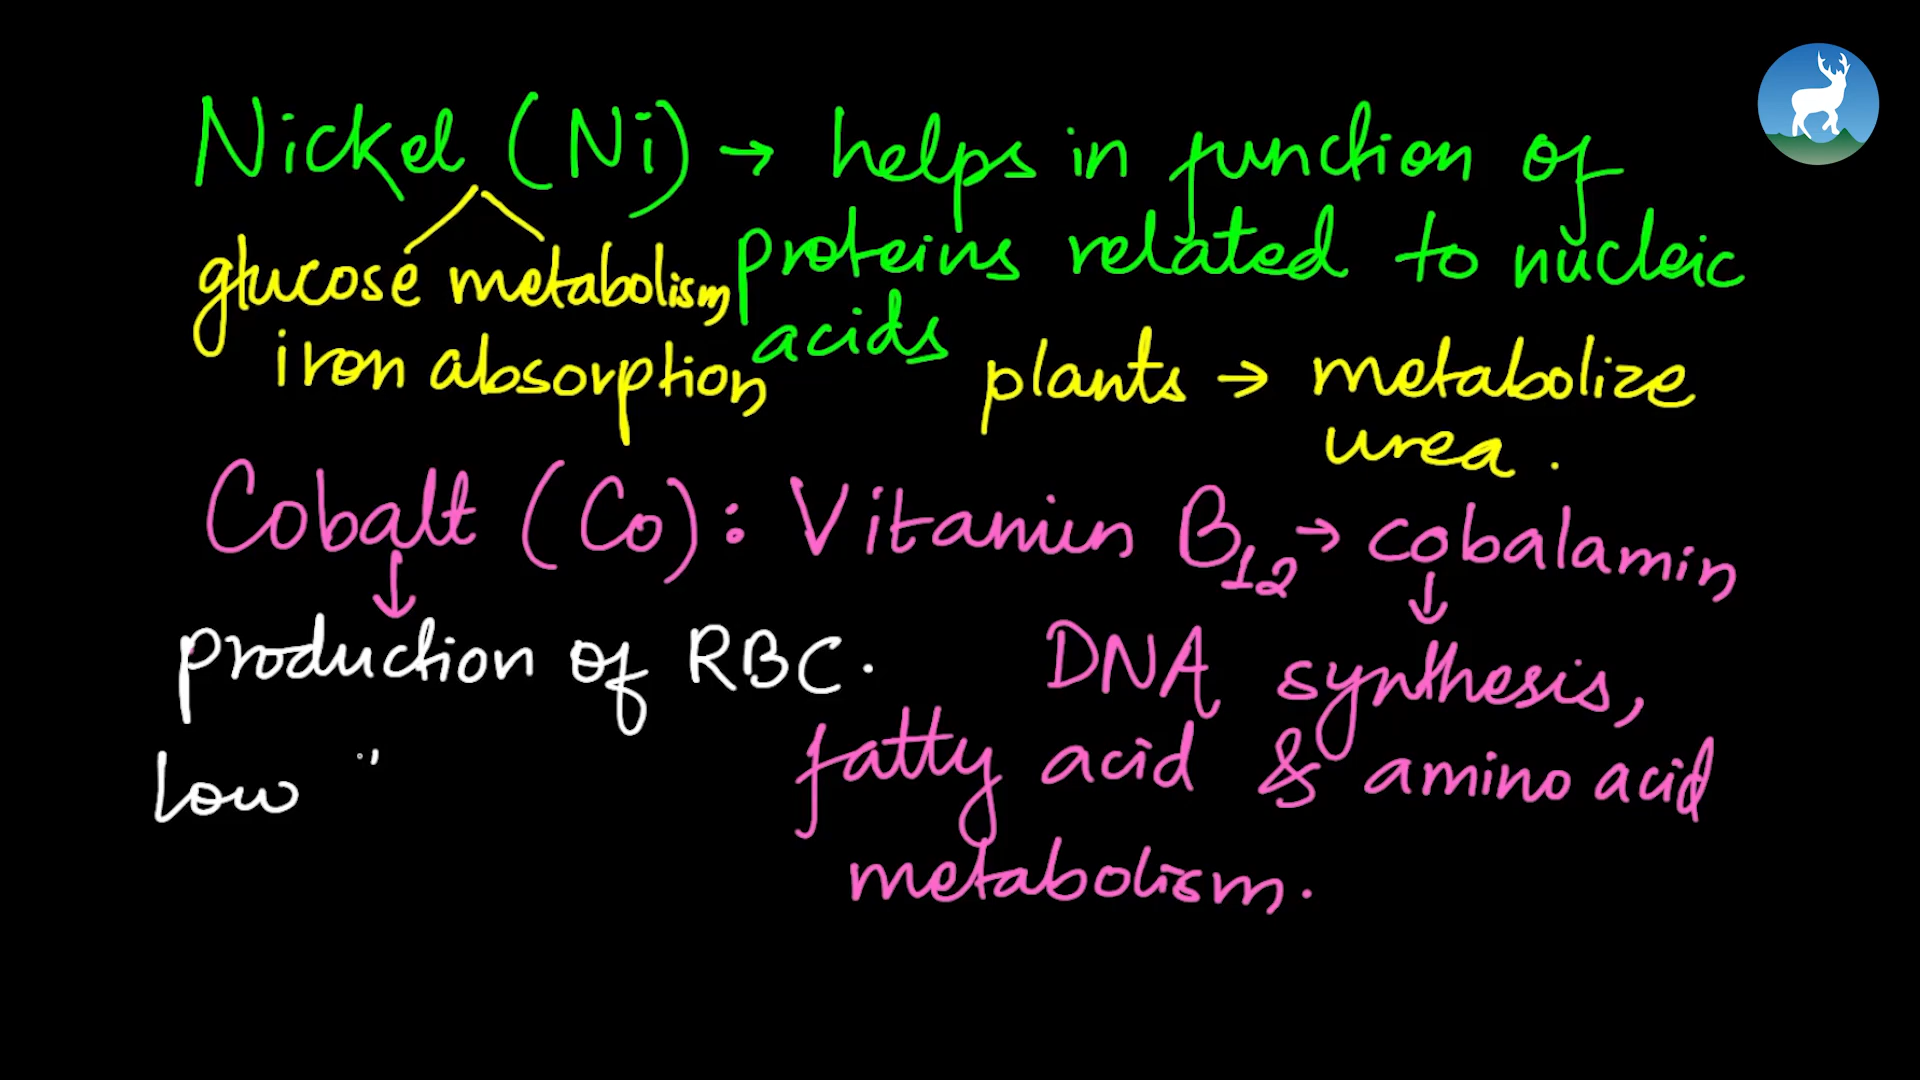 Nickel (Ni) → helps in function of
proteins related to nucleic
acids
glucose metabolism
iron absorption
plants → metabolize
urea.
Cobalt (Co): Vitamin B12 → cobalamin
↓
production of RBC.
low
↓
DNA synthesis,
fatty acid & amino acid
metabolism.